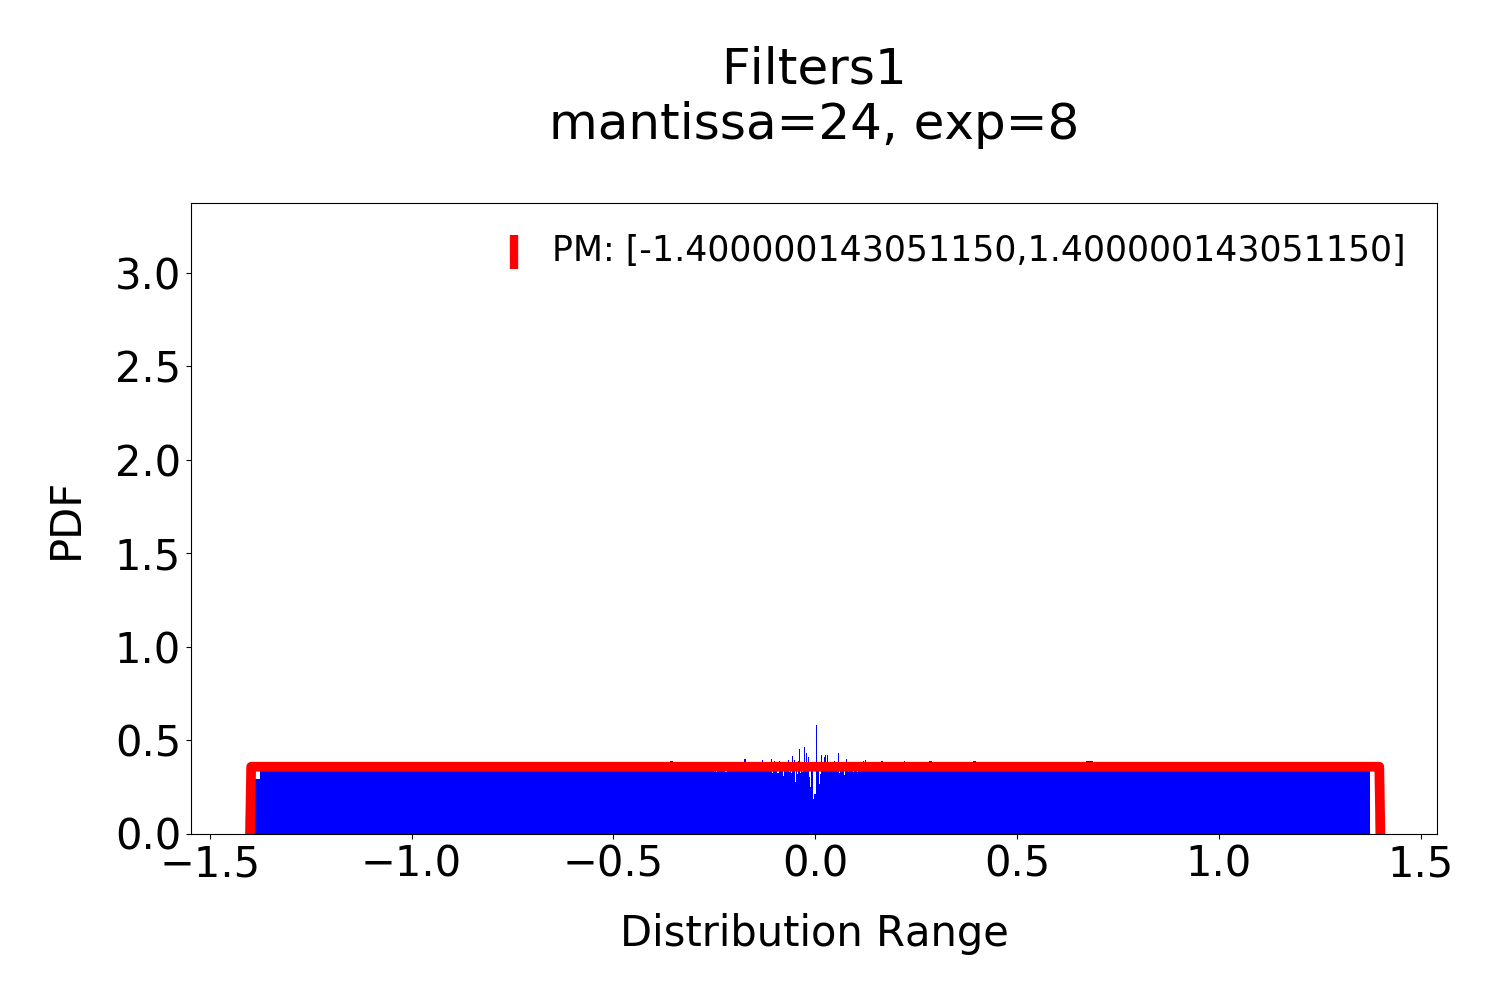 Filters1
mantissa=24, exp=8
PM: [-1.400000143051150,1.400000143051150]
3.0
2.5
2.0
1.5
1.0
0.5
0.0
PDF
−1.5 −1.0 −0.5 0.0 0.5 1.0 1.5
Distribution Range